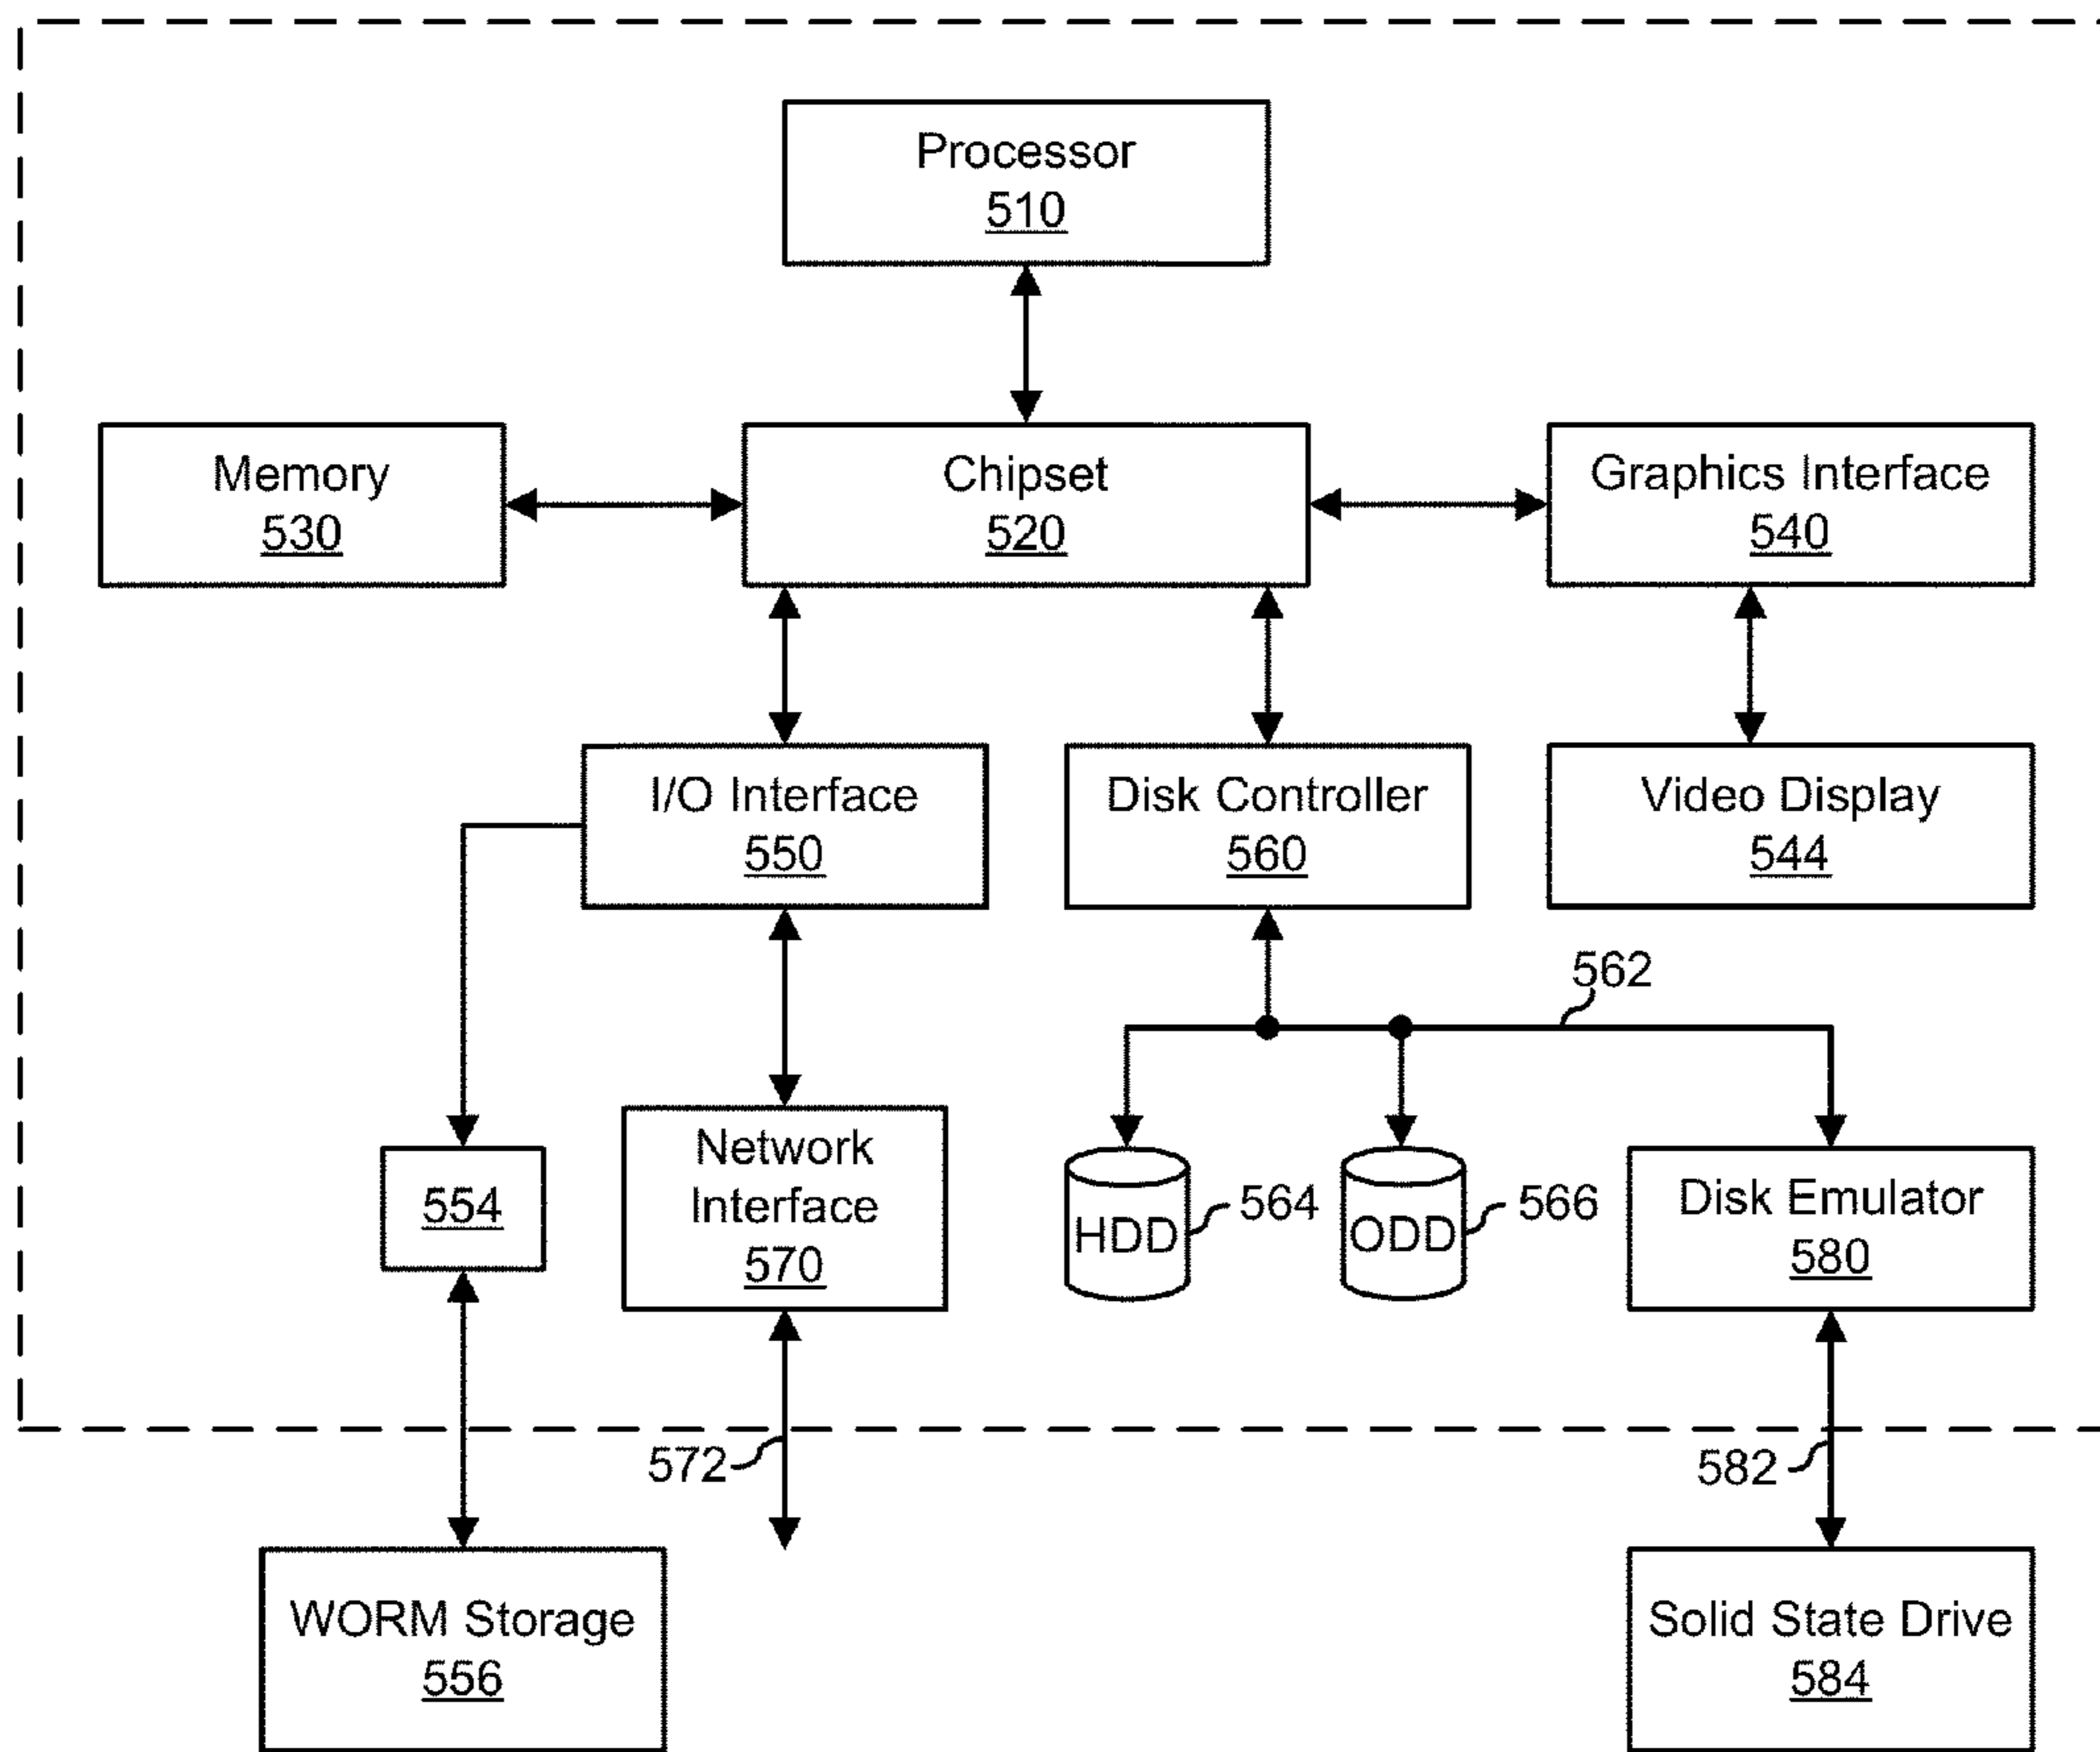 Processor
510
Memory
530
Chipset
520
Graphics Interface
540
I/O Interface
550
Disk Controller
560
Video Display
544
562
554
Network
Interface
570
HDD
564
ODD
566
Disk Emulator
580
572
582
WORM Storage
556
Solid State Drive
584